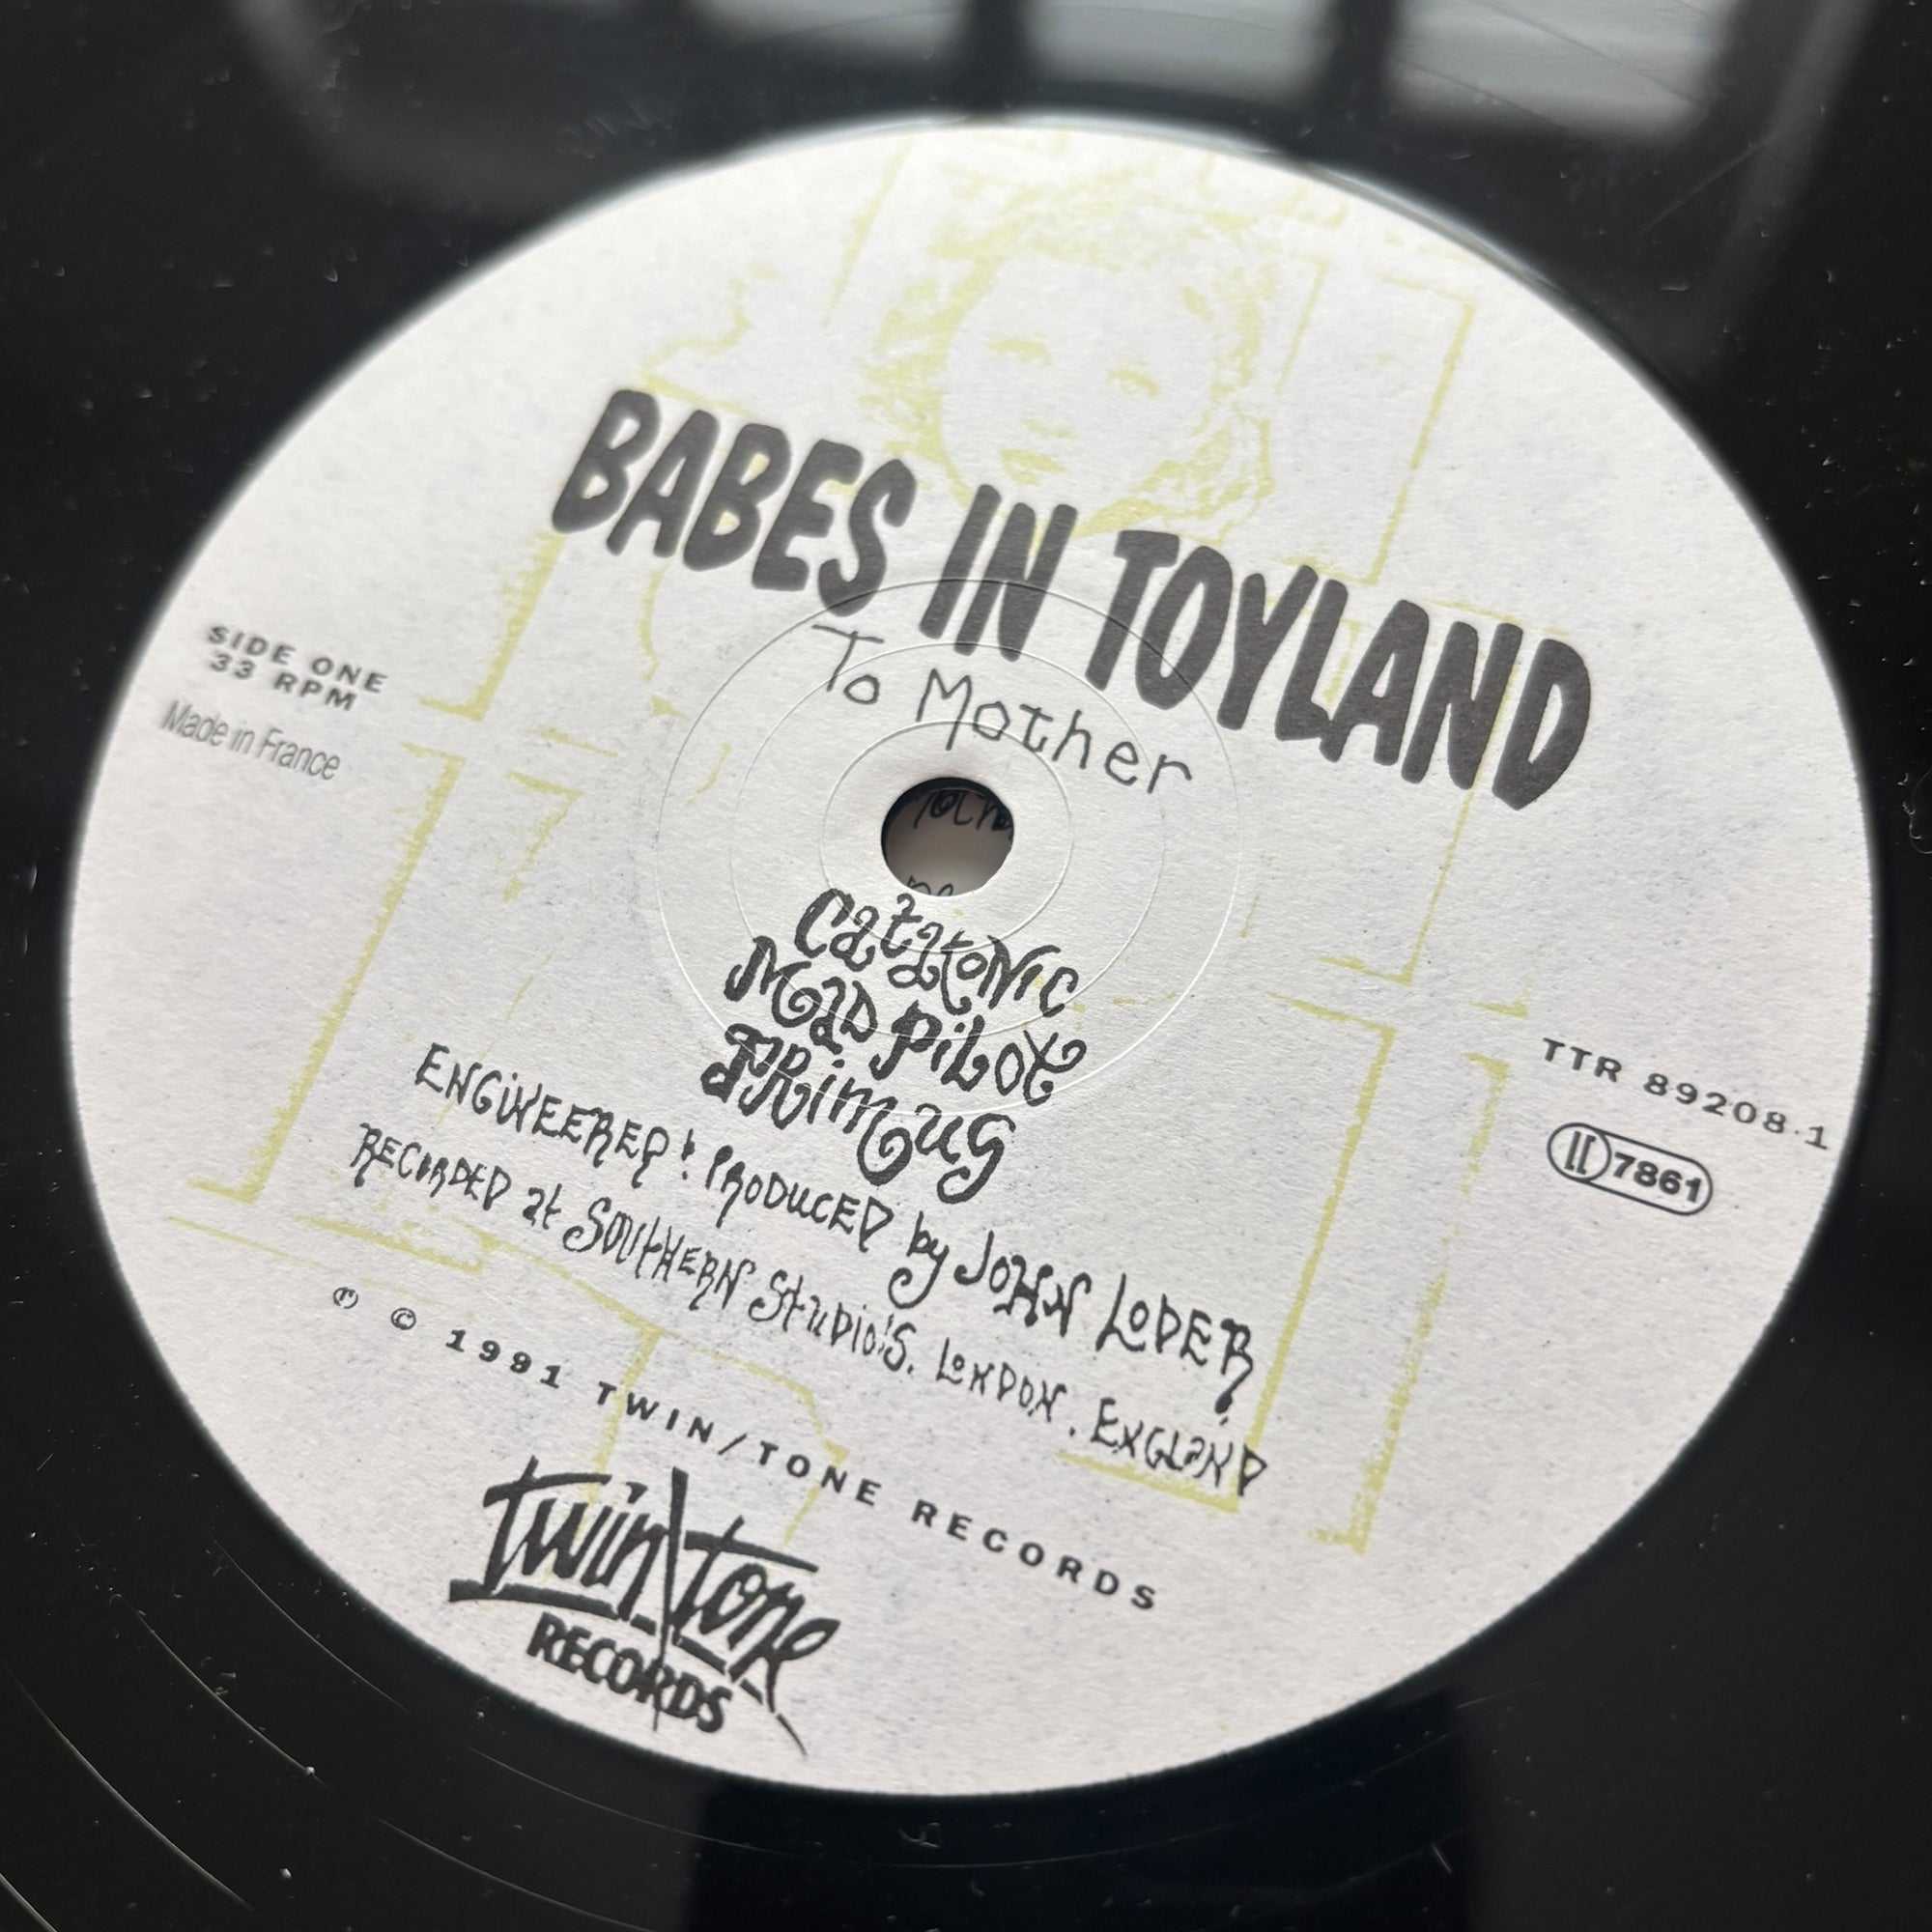 BABES IN TOYLAND
To Mother
SIDE ONE
33 RPM
Made in France
Catatonic
Mad Pilot
PRimus
ENGINEERED & PRODUCED by JOHN LODER
RECORDED at SOUTHERN StuDio'S. LONDON. ENGLAND
TTR 89208.1
7861
℗ © 1991 TWIN/TONE RECORDS
twin\tone
RECORDS